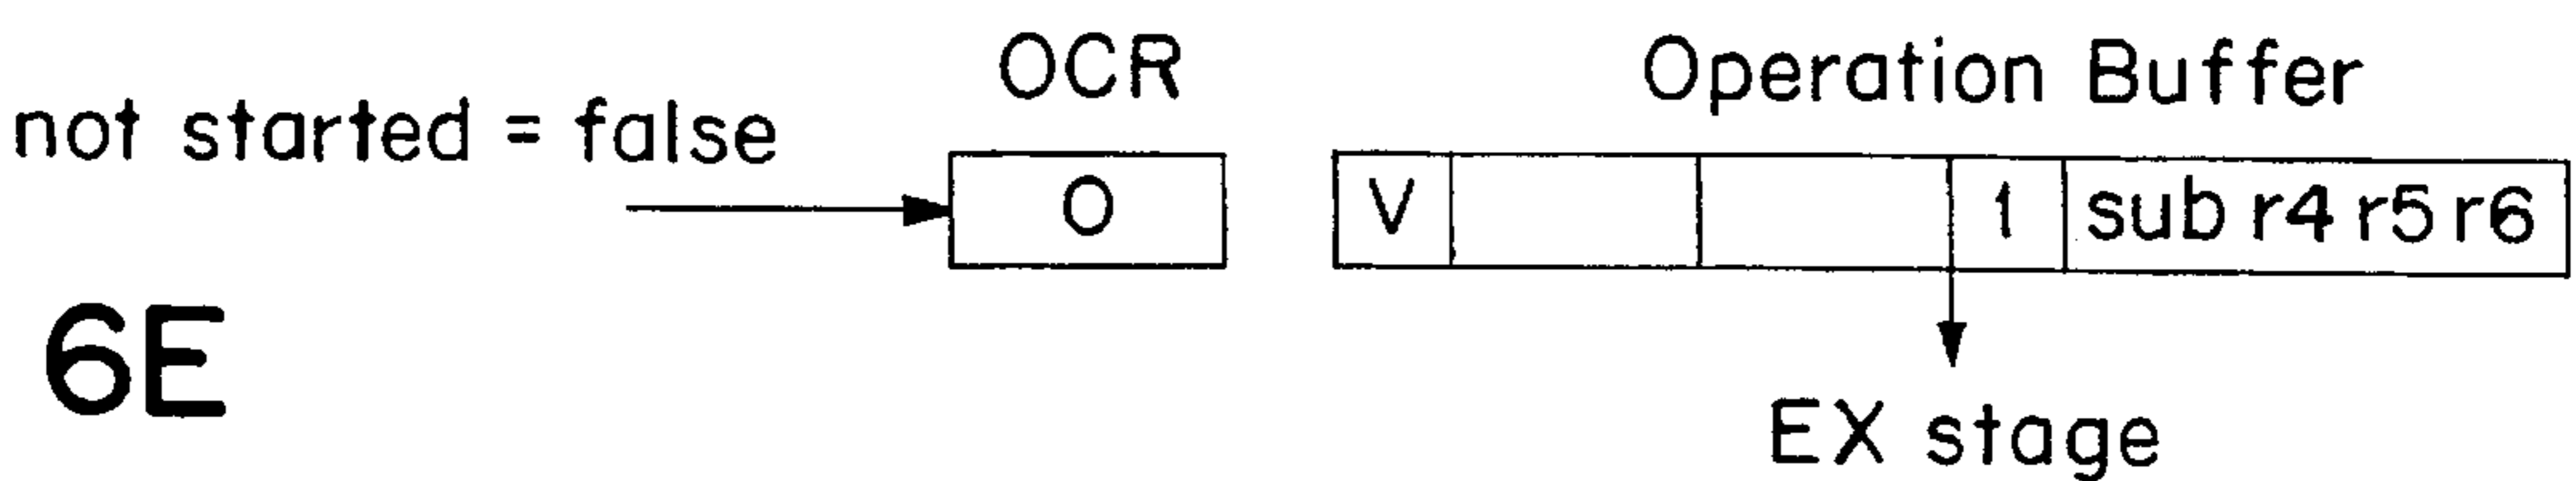 OCR
Operation Buffer
not started = false
0
V
1
sub r4 r5 r6
6E
EX stage